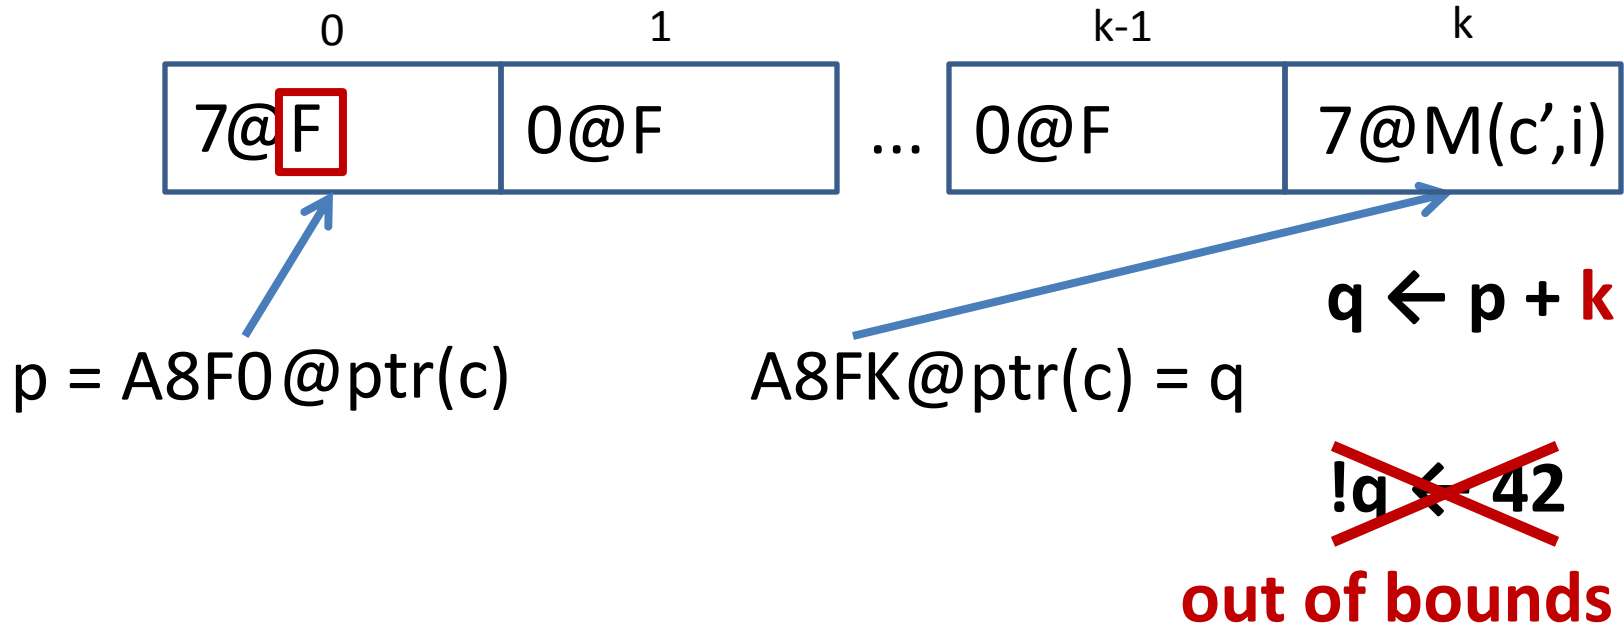 0 1 k-1 k
7@F 0@F ... 0@F 7@M(c’,i)
q ← p + k
p = A8F0@ptr(c) A8FK@ptr(c) = q
!q ← 42
out of bounds